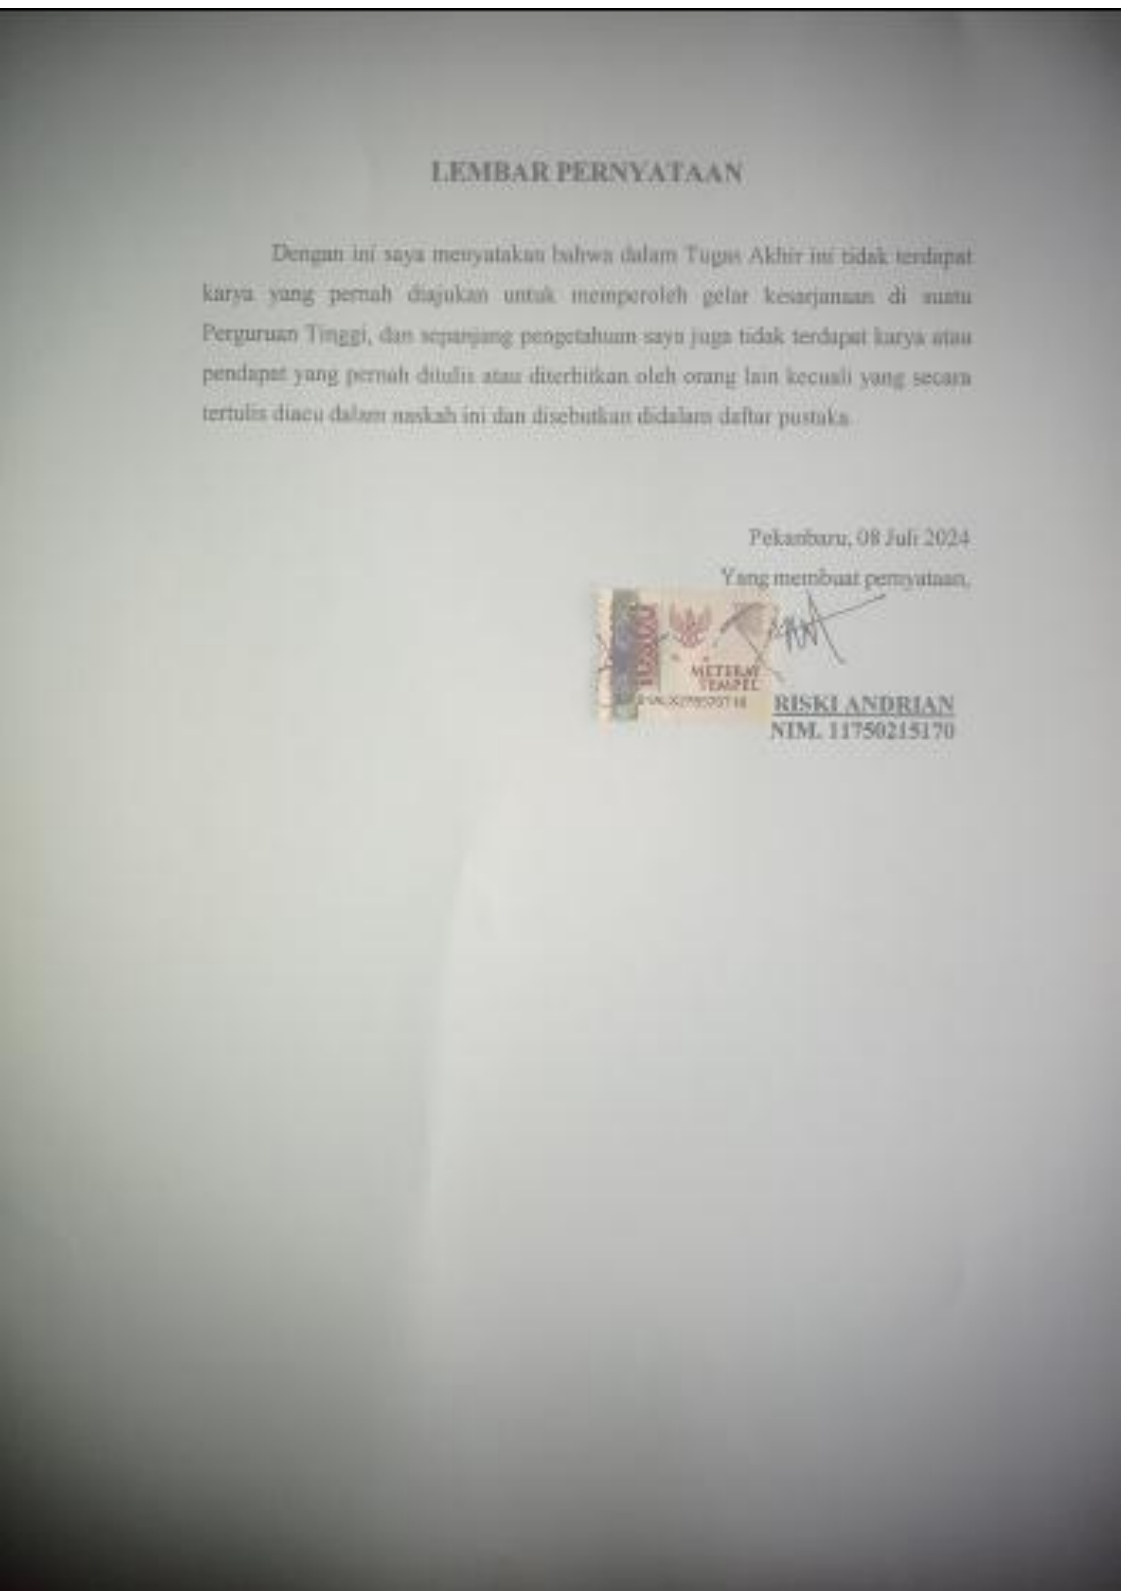 LEMBAR PERNYATAAN
Dengan ini saya menyatakan bahwa dalam Tugas Akhir ini tidak terdapat
karya yang pernah diajukan untuk memperoleh gelar kesarjanaan di suatu
Perguruan Tinggi, dan sepanjang pengetahuan saya juga tidak terdapat karya atau
pendapat yang pernah ditulis atau diterbitkan oleh orang lain kecuali yang secara
tertulis diacu dalam naskah ini dan disebutkan didalam daftar pustaka.
Pekanbaru, 08 Juli 2024
Yang membuat pernyataan,
10000
METERAI
TEMPEL
RISKI ANDRIAN
NIM. 11750215170